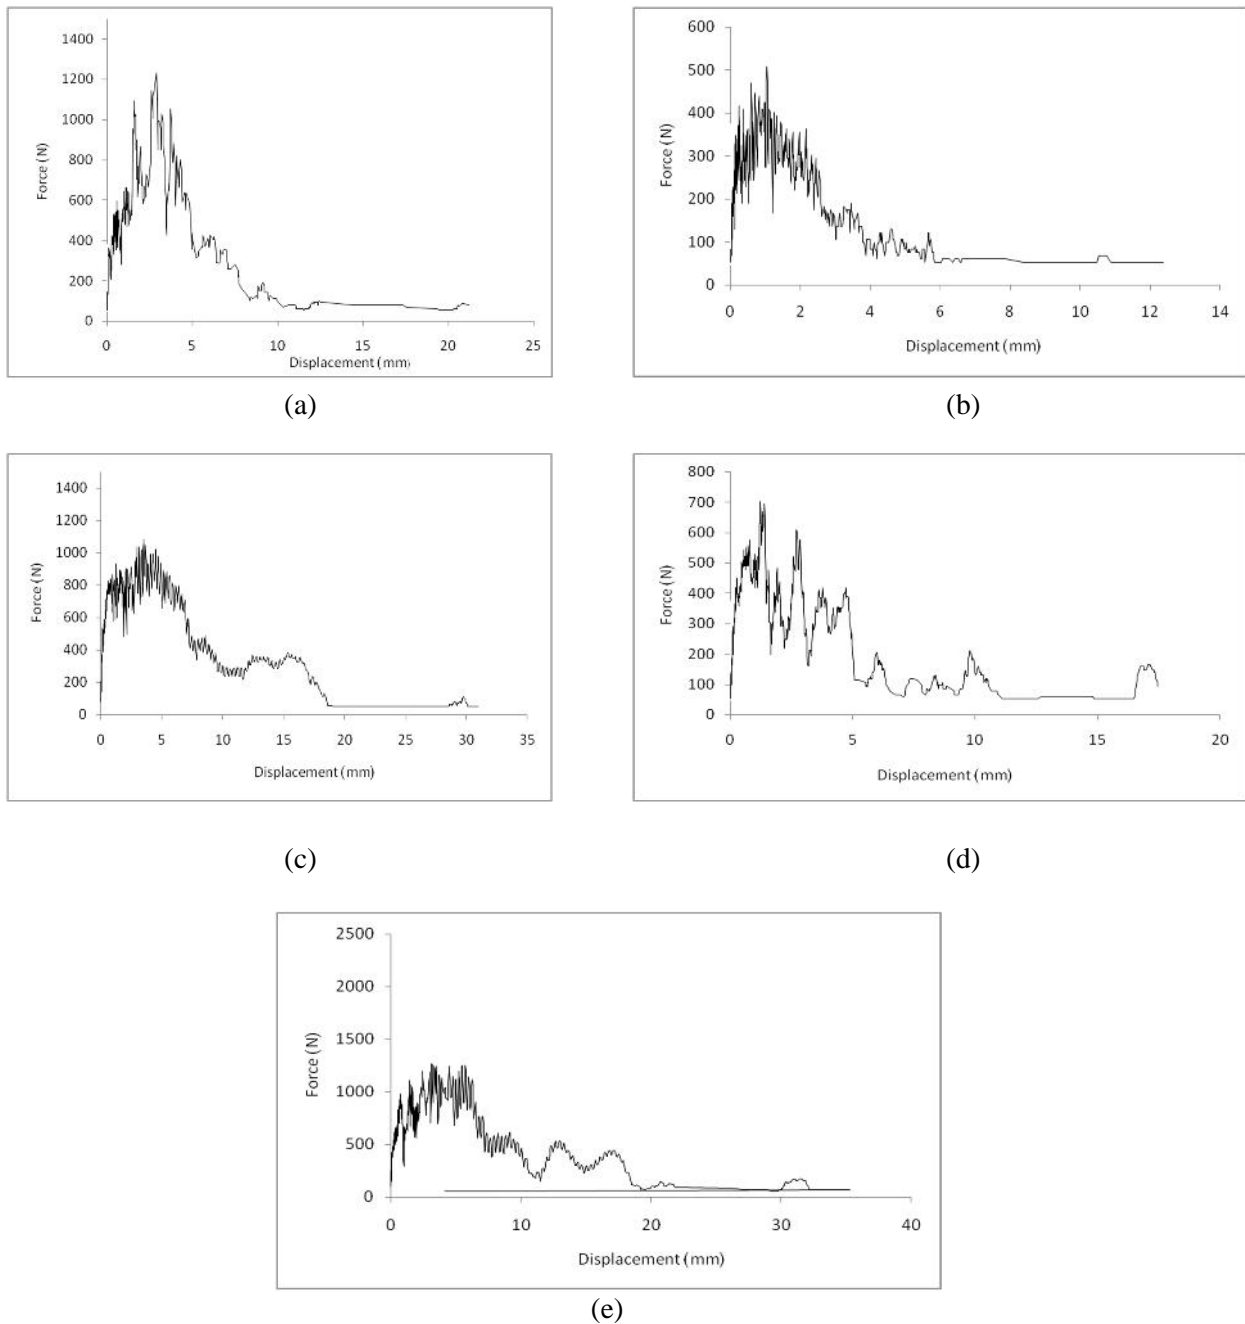 1400
1200
1000
800
600
400
200
0
Force (N)
0 5 10 15 20 25
Displacement (mm)
(a)
600
500
400
300
200
100
0
Force (N)
0 2 4 6 8 10 12 14
Displacement (mm)
(b)
1400
1200
1000
800
600
400
200
0
Force (N)
0 5 10 15 20 25 30 35
Displacement (mm)
(c)
800
700
600
500
400
300
200
100
0
Force (N)
0 5 10 15 20
Displacement (mm)
(d)
2500
2000
1500
1000
500
0
Force (N)
0 10 20 30 40
Displacement (mm)
(e)